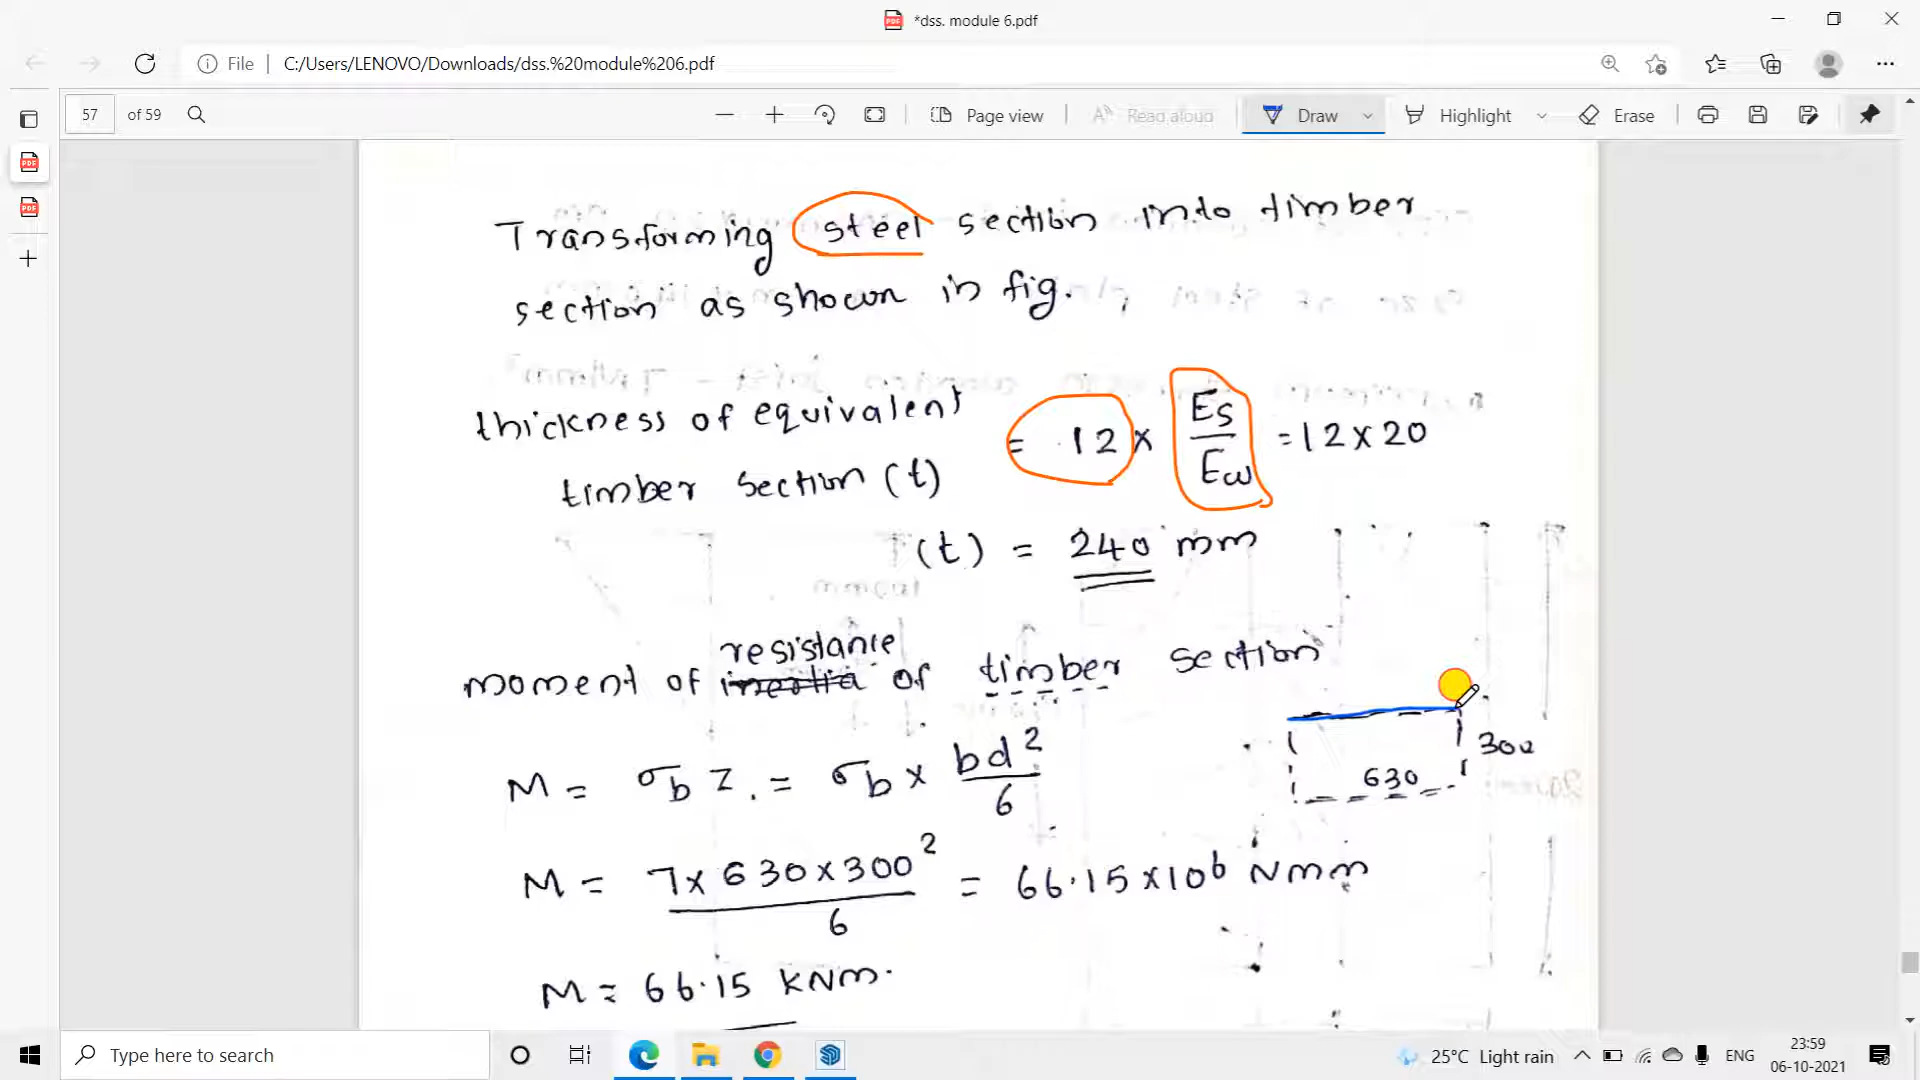 *dss. module 6.pdf
File | C:/Users/LENOVO/Downloads/dss.%20module%206.pdf
57 of 59 Page view Read aloud Draw Highlight Erase
Transforming steel section into timber
section as shown in fig.
thickness of equivalent
timber section (t) = 12 × Es/Ew = 12 × 20
(t) = 240 mm
resistance
moment of inertia of timber section
M = σb Z. = σb × bd²/6
630 300
M = 7 × 630 × 300²/6 = 66.15 × 10⁶ Nmm
M = 66.15 kNm.
Type here to search 25°C Light rain ENG 23:59
06-10-2021